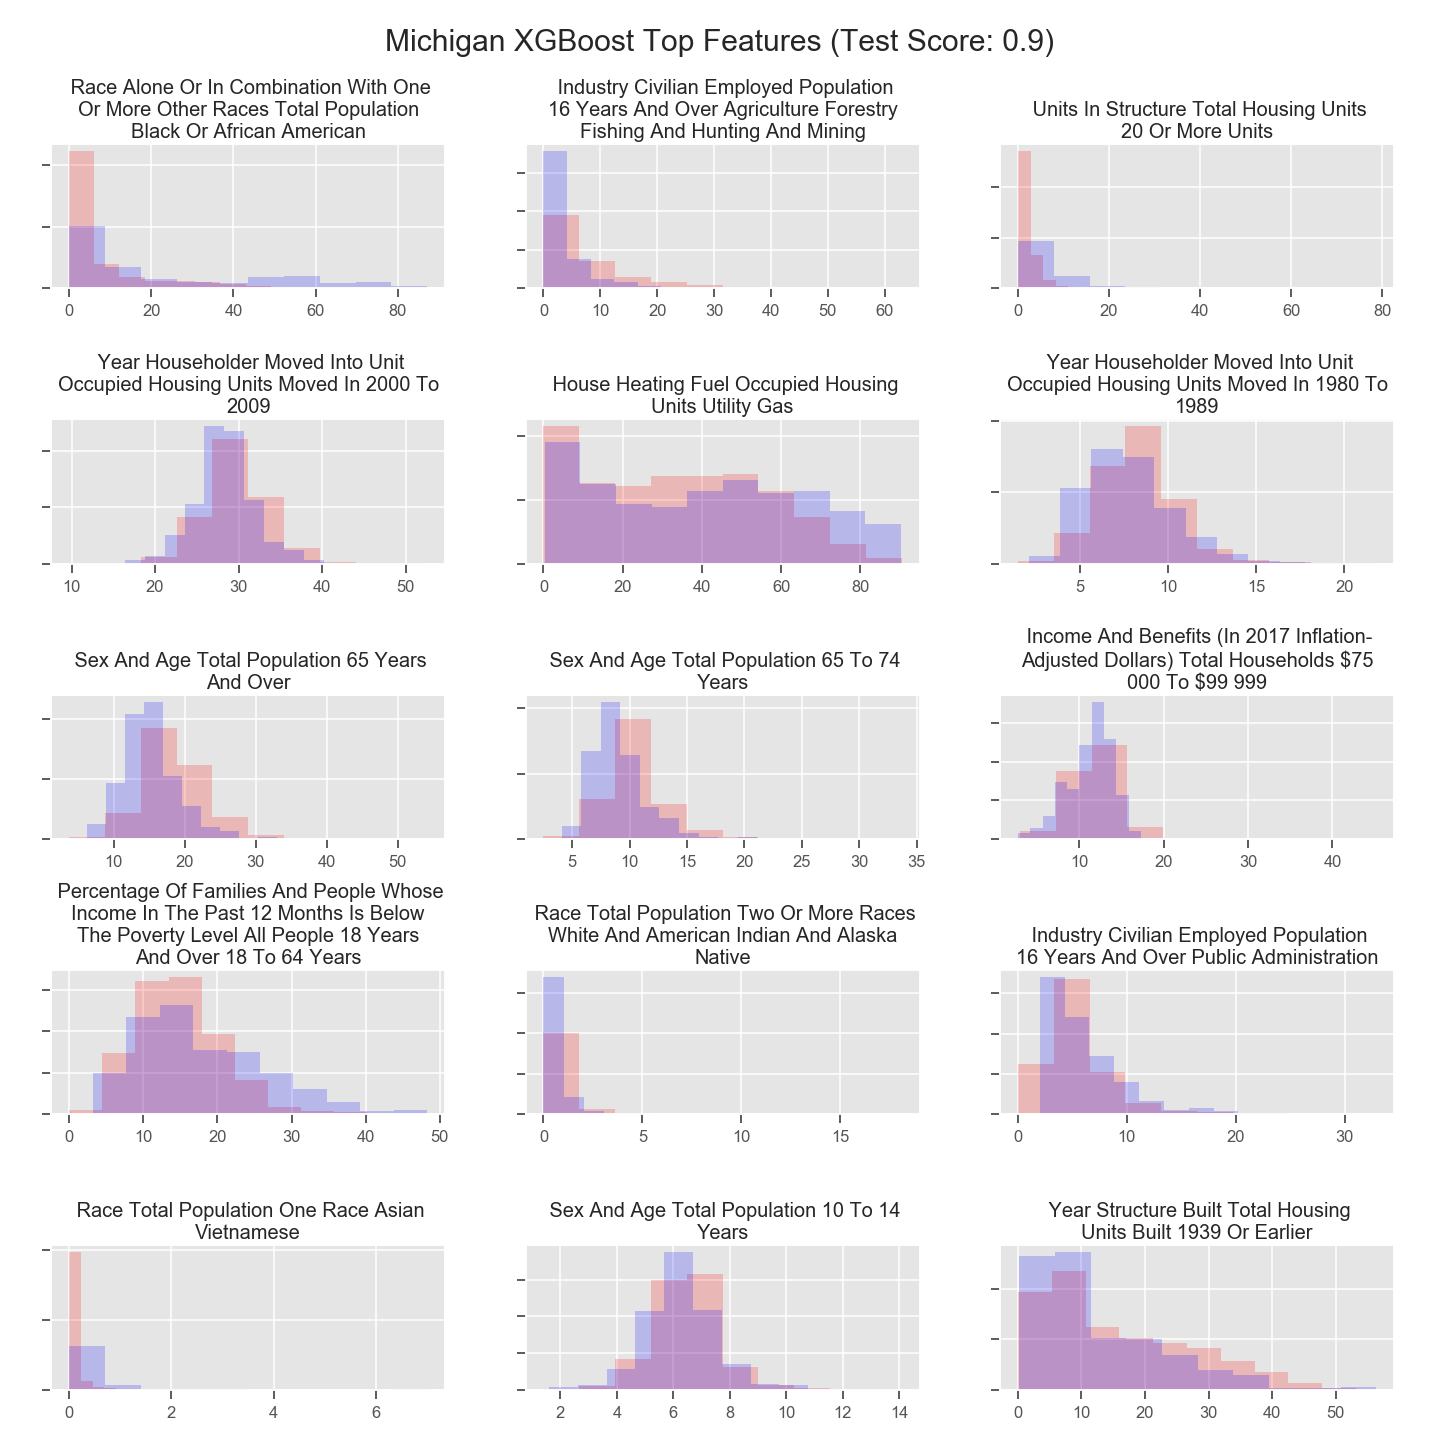 Michigan XGBoost Top Features (Test Score: 0.9)
Race Alone Or In Combination With One
Or More Other Races Total Population
Black Or African American
0 20 40 60 80
Industry Civilian Employed Population
16 Years And Over Agriculture Forestry
Fishing And Hunting And Mining
0 10 20 30 40 50 60
Units In Structure Total Housing Units
20 Or More Units
0 20 40 60 80
Year Householder Moved Into Unit
Occupied Housing Units Moved In 2000 To
2009
10 20 30 40 50
House Heating Fuel Occupied Housing
Units Utility Gas
0 20 40 60 80
Year Householder Moved Into Unit
Occupied Housing Units Moved In 1980 To
1989
5 10 15 20
Sex And Age Total Population 65 Years
And Over
10 20 30 40 50
Sex And Age Total Population 65 To 74
Years
5 10 15 20 25 30 35
Income And Benefits (In 2017 Inflation-
Adjusted Dollars) Total Households $75
000 To $99 999
10 20 30 40
Percentage Of Families And People Whose
Income In The Past 12 Months Is Below
The Poverty Level All People 18 Years
And Over 18 To 64 Years
0 10 20 30 40 50
Race Total Population Two Or More Races
White And American Indian And Alaska
Native
0 5 10 15
Industry Civilian Employed Population
16 Years And Over Public Administration
0 10 20 30
Race Total Population One Race Asian
Vietnamese
0 2 4 6
Sex And Age Total Population 10 To 14
Years
2 4 6 8 10 12 14
Year Structure Built Total Housing
Units Built 1939 Or Earlier
0 10 20 30 40 50